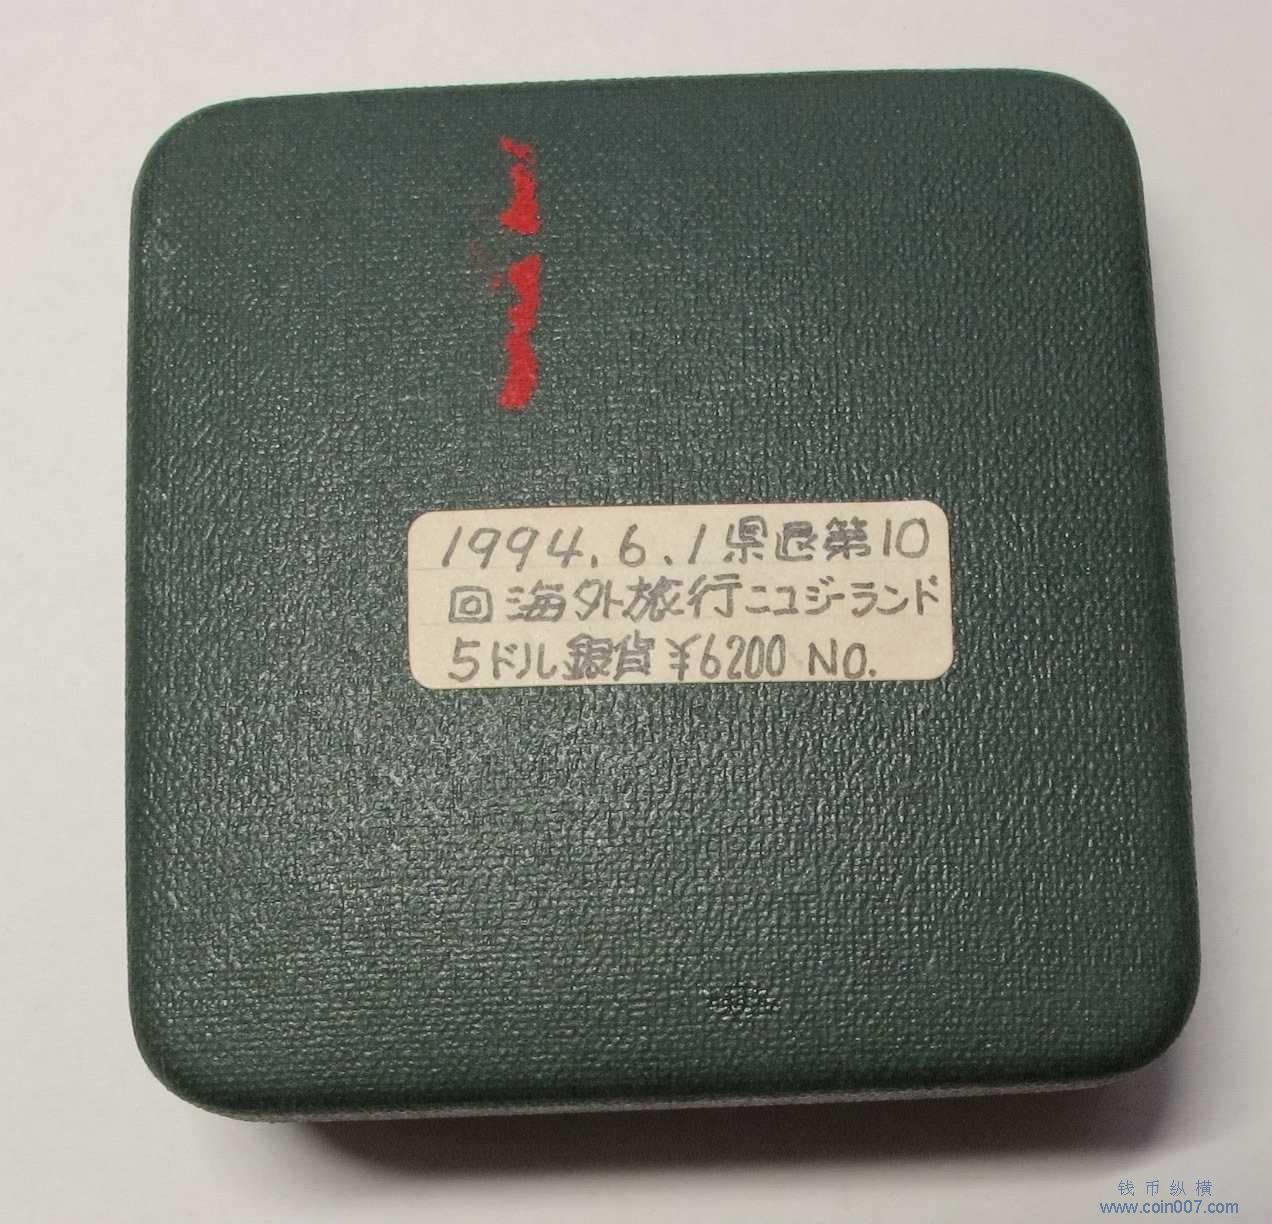 1994.6.1県退第10
回海外旅行ニュジーランド
5ドル銀貨¥6200 NO.
钱币纵横
www.coin007.com